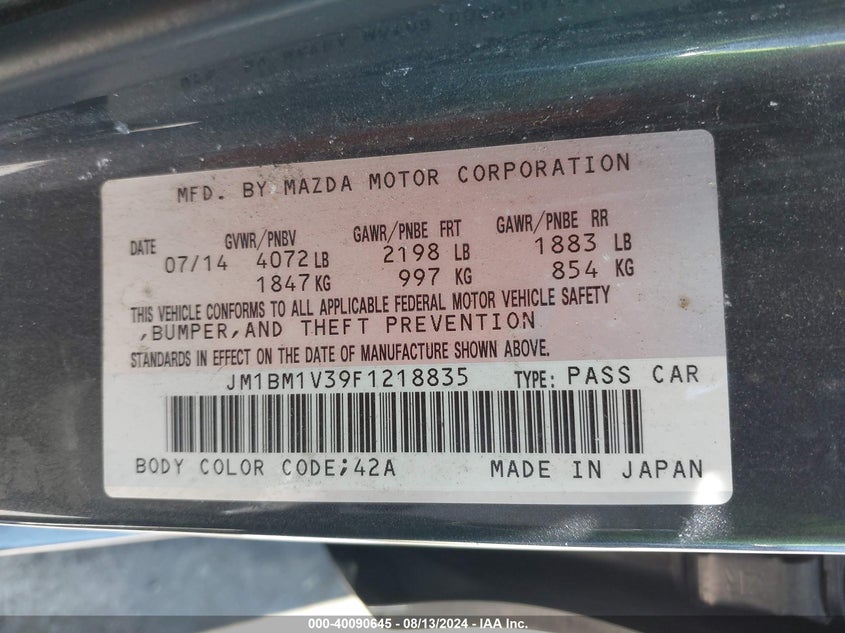 MFD. BY MAZDA MOTOR CORPORATION
DATE GVWR/PNBV GAWR/PNBE FRT GAWR/PNBE RR
07/14 4072 LB 2198 LB 1883 LB
1847 KG 997 KG 854 KG
THIS VEHICLE CONFORMS TO ALL APPLICABLE FEDERAL MOTOR VEHICLE SAFETY
,BUMPER,AND THEFT PREVENTION
STANDARDS IN EFFECT ON THE DATE OF MANUFACTURE SHOWN ABOVE.
JM1BM1V39F1218835 TYPE: PASS CAR
BODY COLOR CODE;42A MADE IN JAPAN
000-40090645 - 08/13/2024 - IAA Inc.